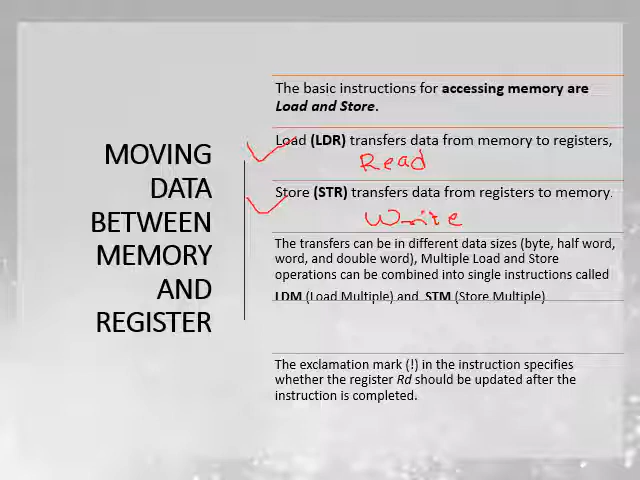 MOVING
DATA
BETWEEN
MEMORY
AND
REGISTER
The basic instructions for accessing memory are
Load and Store.
Load (LDR) transfers data from memory to registers,
Read
Store (STR) transfers data from registers to memory.
Write
The transfers can be in different data sizes (byte, half word,
word, and double word), Multiple Load and Store
operations can be combined into single instructions called
LDM (Load Multiple) and STM (Store Multiple)
The exclamation mark (!) in the instruction specifies
whether the register Rd should be updated after the
instruction is completed.